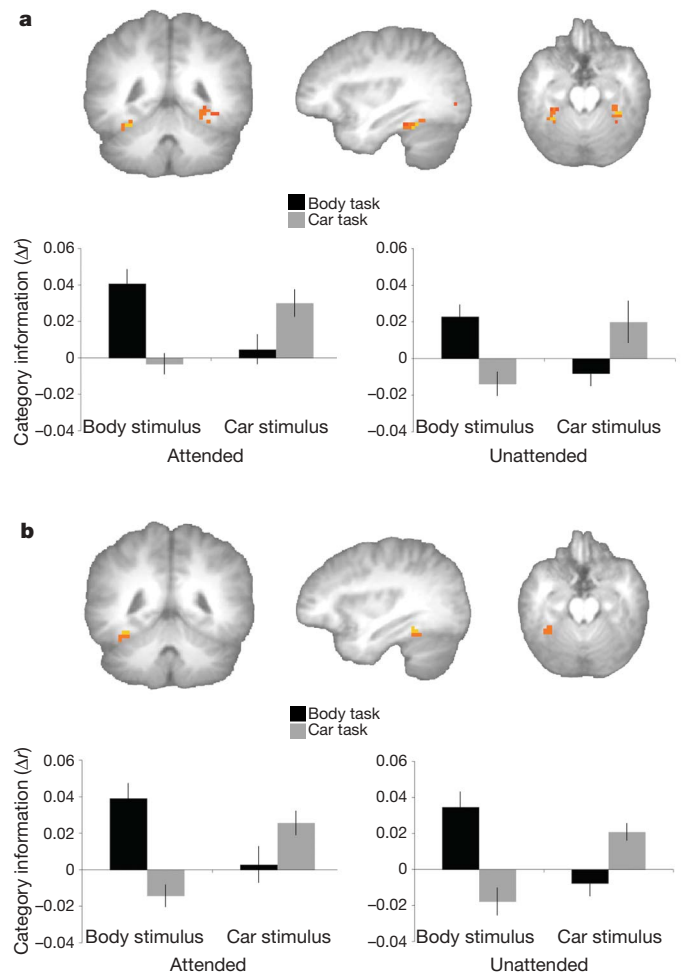 a
Body task
Car task
Category information (Δr)
0.06
0.04
0.02
0
–0.02
–0.04
Body stimulus Car stimulus
Attended
0.06
0.04
0.02
0
–0.02
–0.04
Body stimulus Car stimulus
Unattended
b
Body task
Car task
Category information (Δr)
0.06
0.04
0.02
0
–0.02
–0.04
Body stimulus Car stimulus
Attended
0.06
0.04
0.02
0
–0.02
–0.04
Body stimulus Car stimulus
Unattended